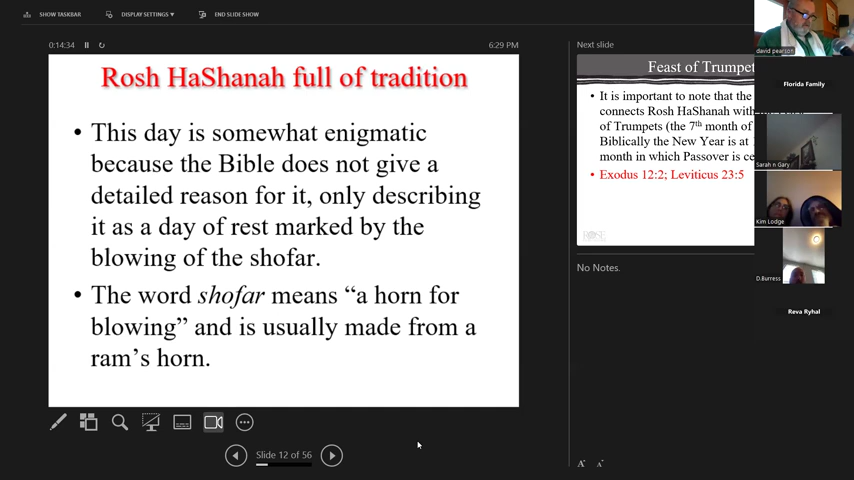 SHOW TASKBAR DISPLAY SETTINGS ▾ END SLIDE SHOW
0:14:34 6:29 PM
Rosh HaShanah full of tradition
• This day is somewhat enigmatic
because the Bible does not give a
detailed reason for it, only describing
it as a day of rest marked by the
blowing of the shofar.
• The word shofar means “a horn for
blowing” and is usually made from a
ram’s horn.
Slide 12 of 56
Next slide
Feast of Trumpet
• It is important to note that the
connects Rosh HaShanah with
of Trumpets (the 7th month of
Biblically the New Year is at
month in which Passover is ce
• Exodus 12:2; Leviticus 23:5
No Notes.
A A
david pearson
Florida Family
Sarah n Gary
Kim Lodge
D.Burress
Reva Ryhal